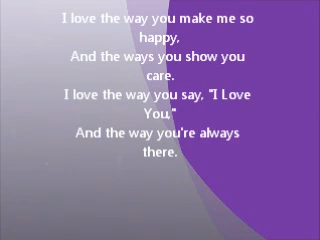 I love the way you make me so
happy,
And the ways you show you
care.
I love the way you say, "I Love
You,"
And the way you're always
there.